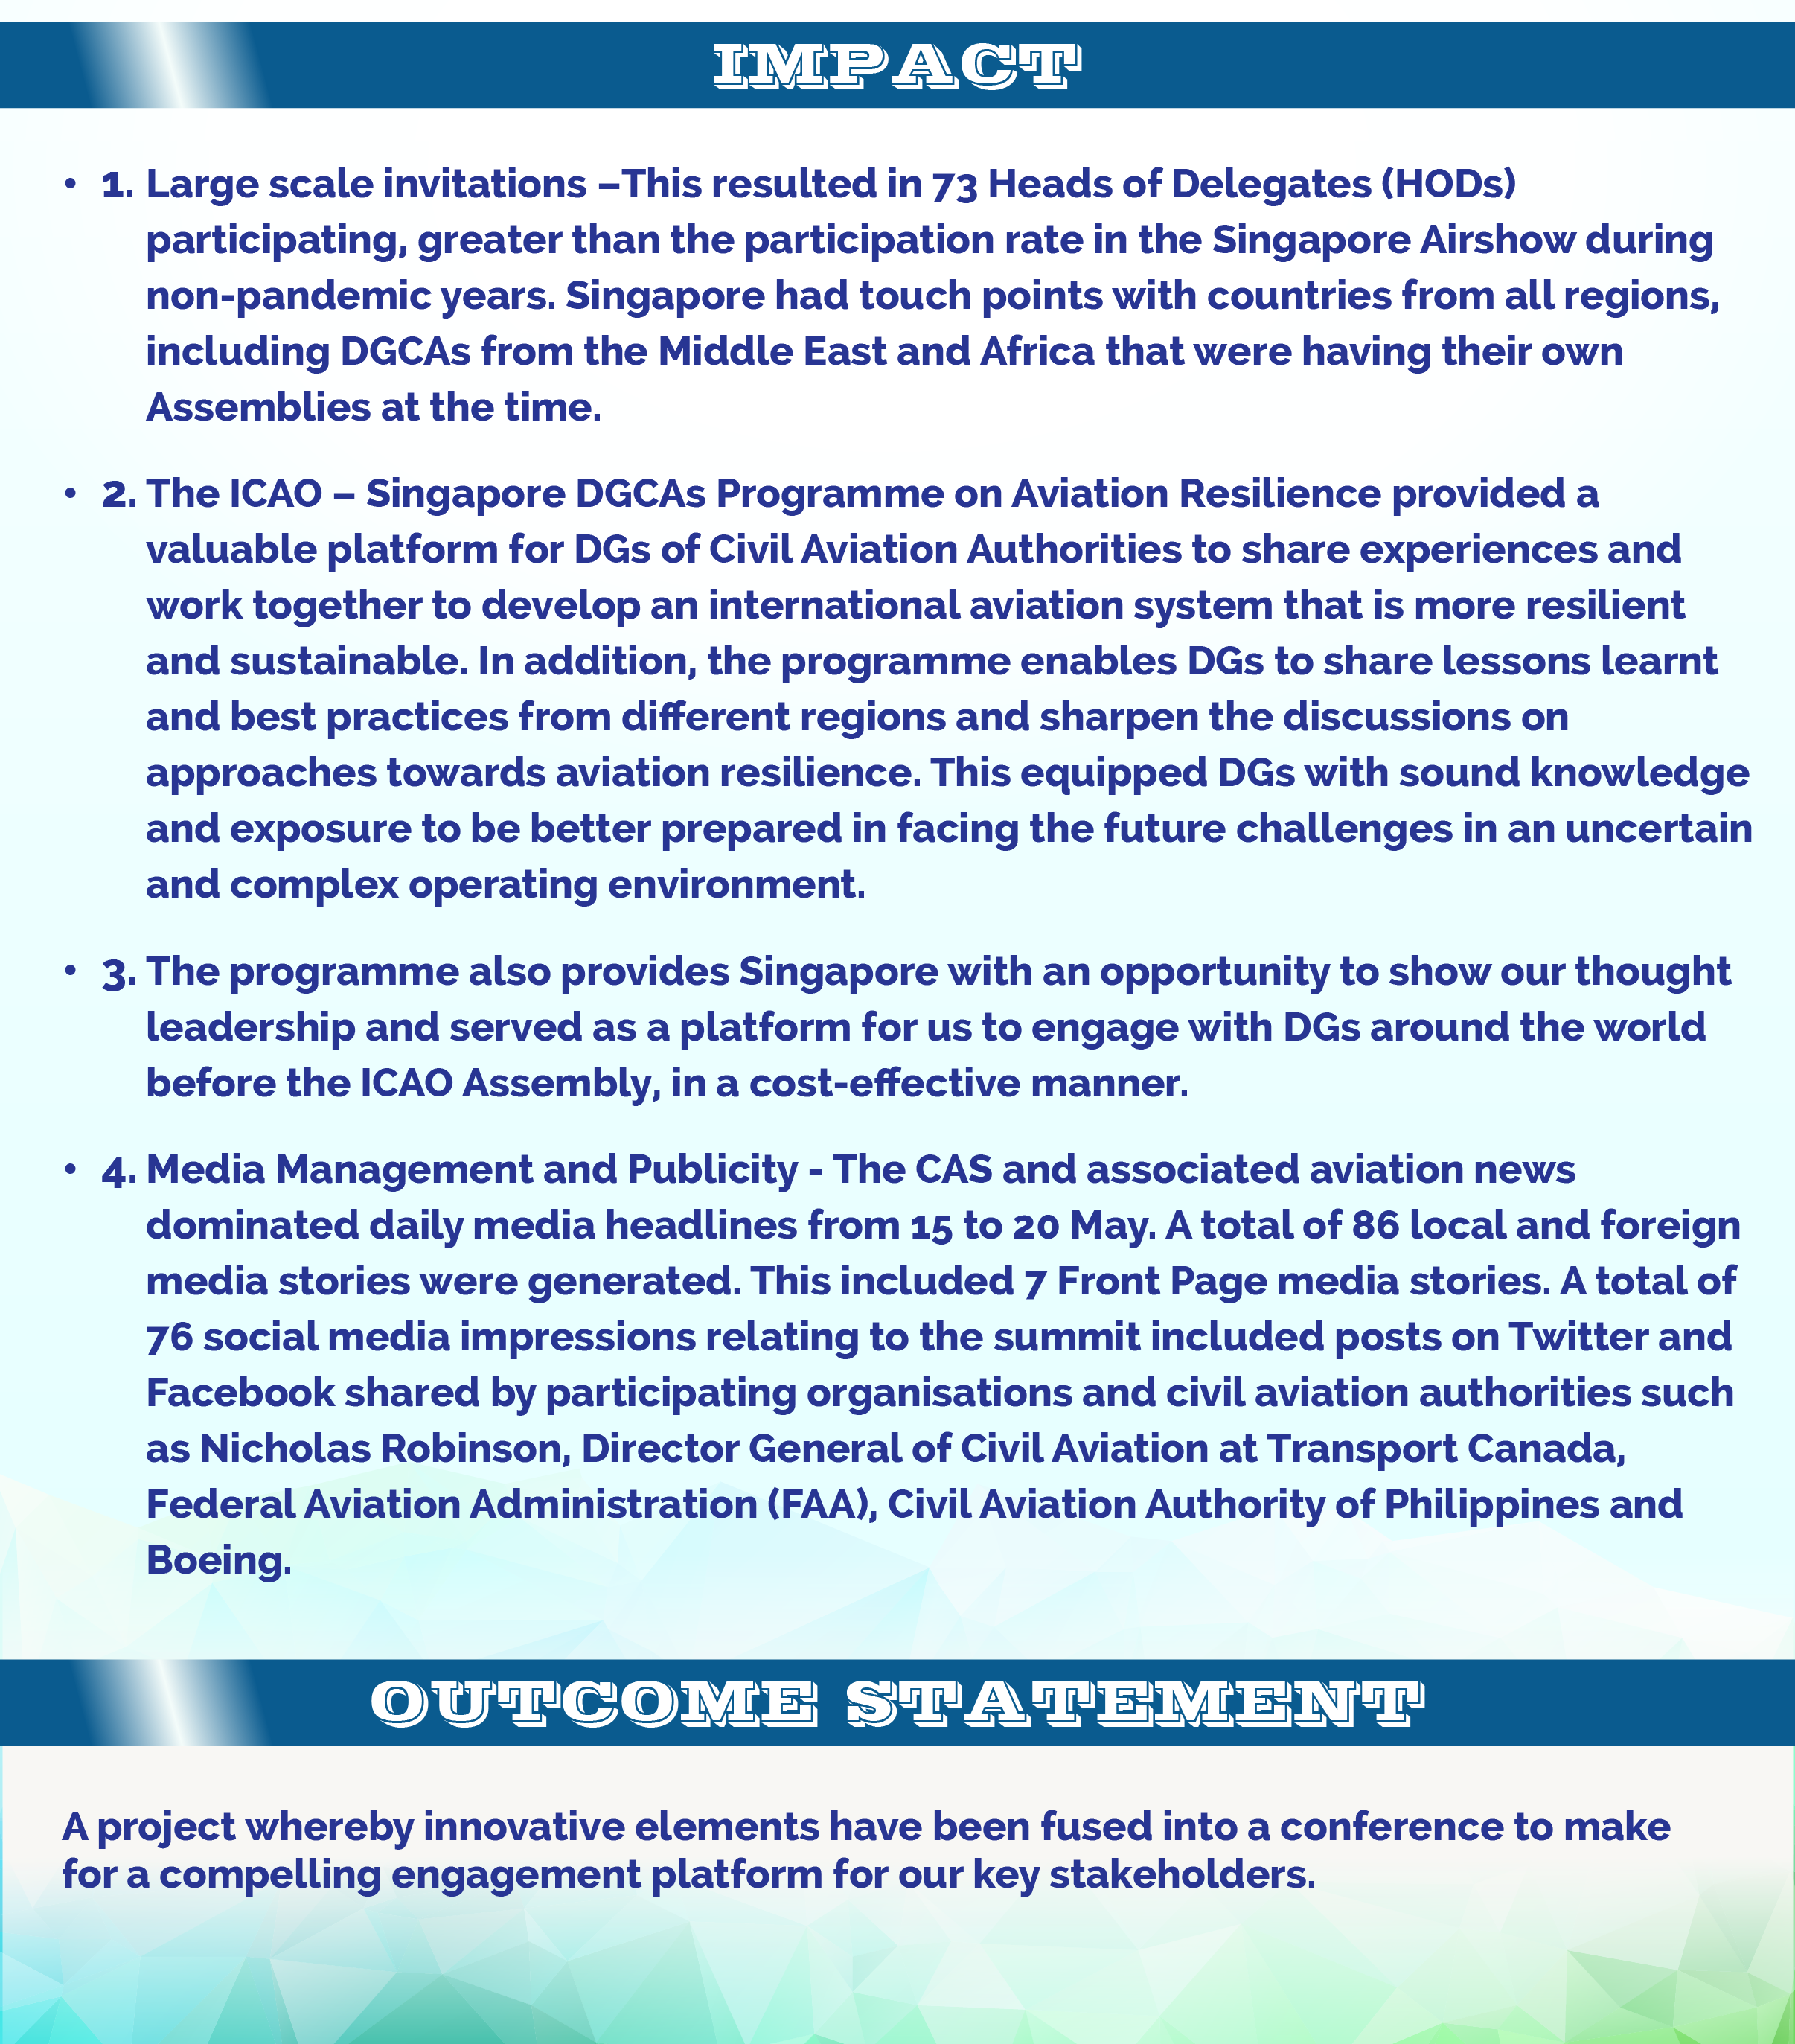 IMPACT
• 1. Large scale invitations –This resulted in 73 Heads of Delegates (HODs)
participating, greater than the participation rate in the Singapore Airshow during
non-pandemic years. Singapore had touch points with countries from all regions,
including DGCAs from the Middle East and Africa that were having their own
Assemblies at the time.
• 2. The ICAO – Singapore DGCAs Programme on Aviation Resilience provided a
valuable platform for DGs of Civil Aviation Authorities to share experiences and
work together to develop an international aviation system that is more resilient
and sustainable. In addition, the programme enables DGs to share lessons learnt
and best practices from different regions and sharpen the discussions on
approaches towards aviation resilience. This equipped DGs with sound knowledge
and exposure to be better prepared in facing the future challenges in an uncertain
and complex operating environment.
• 3. The programme also provides Singapore with an opportunity to show our thought
leadership and served as a platform for us to engage with DGs around the world
before the ICAO Assembly, in a cost-effective manner.
• 4. Media Management and Publicity - The CAS and associated aviation news
dominated daily media headlines from 15 to 20 May. A total of 86 local and foreign
media stories were generated. This included 7 Front Page media stories. A total of
76 social media impressions relating to the summit included posts on Twitter and
Facebook shared by participating organisations and civil aviation authorities such
as Nicholas Robinson, Director General of Civil Aviation at Transport Canada,
Federal Aviation Administration (FAA), Civil Aviation Authority of Philippines and
Boeing.
OUTCOME STATEMENT
A project whereby innovative elements have been fused into a conference to make
for a compelling engagement platform for our key stakeholders.